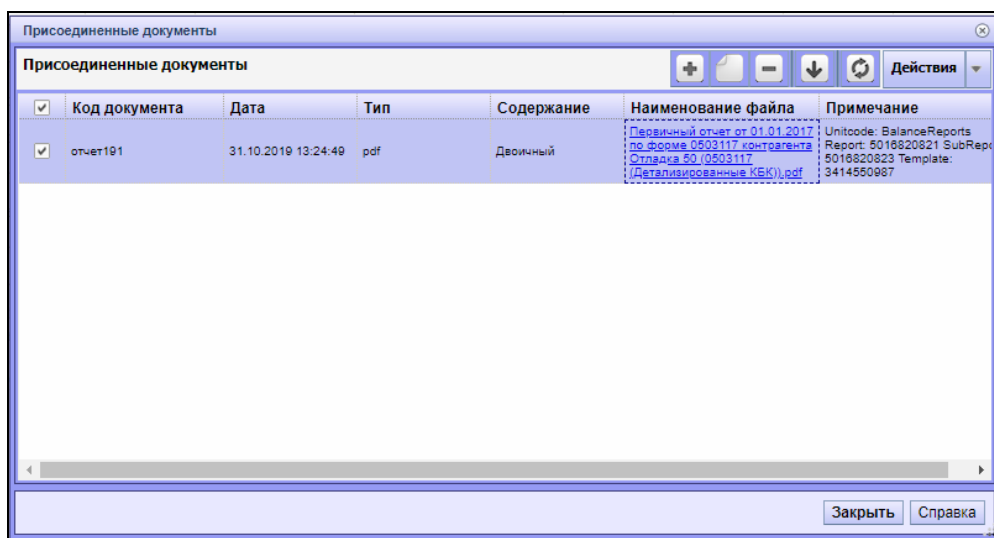 Присоединенные документы
Присоединенные документы
Действия
Код документа Дата Тип Содержание Наименование файла Примечание
отчет191 31.10.2019 13:24:49 pdf Двоичный
Первичный отчет от 01.01.2017
по форме 0503117 контрагента
Отладка 50 (0503117
(Детализированные КБК)).pdf
Unitcode: BalanceReports
Report: 5016820821 SubRepo
5016820823 Template:
3414550987
Закрыть Справка